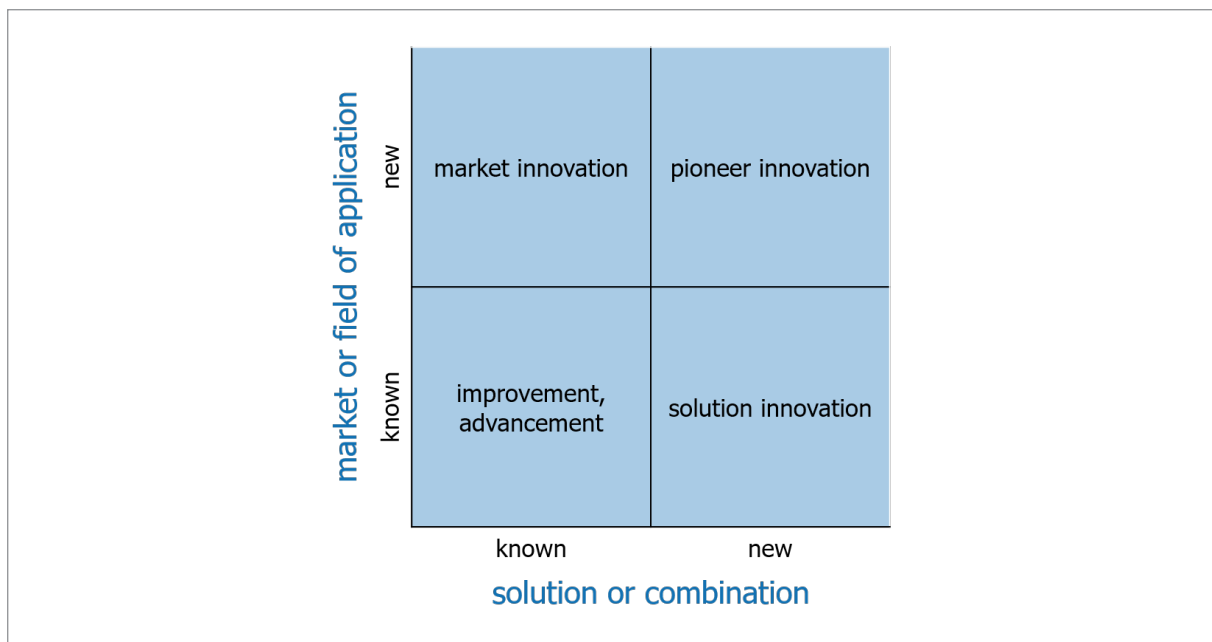 market or field of application
new
known
market innovation
pioneer innovation
improvement,
advancement
solution innovation
known
new
solution or combination